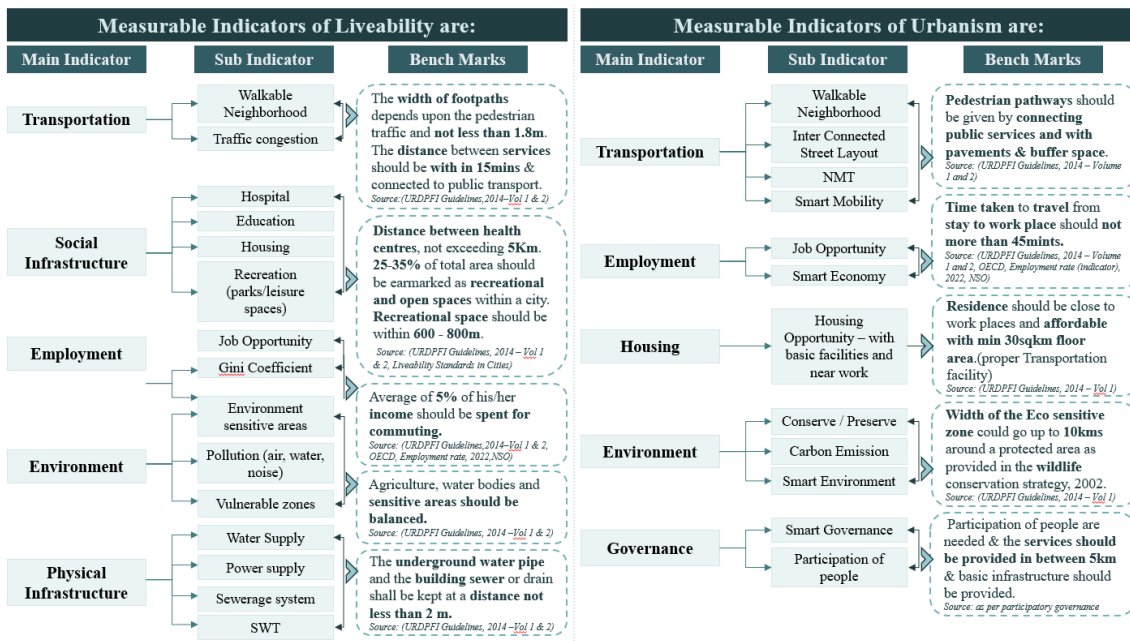 Measurable Indicators of Liveability are:
Main Indicator
Sub Indicator
Bench Marks
Transportation
Walkable
Neighborhood
Traffic congestion
The width of footpaths
depends upon the pedestrian
traffic and not less than 1.8m.
The distance between services
should be with in 15mins &
connected to public transport.
Source:(URDPFI Guidelines,2014–Vol 1 & 2)
Social
Infrastructure
Hospital
Education
Housing
Recreation
(parks/leisure
spaces)
Distance between health
centres, not exceeding 5Km.
25-35% of total area should
be earmarked as recreational
and open spaces within a city.
Recreational space should be
within 600 - 800m.
Source: (URDPFI Guidelines, 2014 – Vol 1
& 2, Liveability Standards in Cities)
Employment
Job Opportunity
Gini Coefficient
Average of 5% of his/her
income should be spent for
commuting.
Source: (URDPFI Guidelines,2014–Vol 1 & 2,
OECD, Employment rate, 2022,NSO)
Environment
Environment
sensitive areas
Pollution (air, water,
noise)
Vulnerable zones
Agriculture, water bodies and
sensitive areas should be
balanced.
Source: (URDPFI Guidelines, 2014 –Vol 1 & 2)
Physical
Infrastructure
Water Supply
Power supply
Sewerage system
SWT
The underground water pipe
and the building sewer or drain
shall be kept at a distance not
less than 2 m.
Source: (URDPFI Guidelines, 2014 –Vol 1 & 2)
Measurable Indicators of Urbanism are:
Main Indicator
Sub Indicator
Bench Marks
Transportation
Walkable
Neighborhood
Inter Connected
Street Layout
NMT
Smart Mobility
Pedestrian pathways should
be given by connecting
public services and with
pavements & buffer space.
Source: (URDPFI Guidelines, 2014 – Volume
1 and 2)
Employment
Job Opportunity
Smart Economy
Time taken to travel from
stay to work place should not
more than 45mints.
Source: (URDPFI Guidelines, 2014 – Volume
1 and 2, OECD, Employment rate (indicator),
2022, NSO)
Housing
Housing
Opportunity – with
basic facilities and
near work
Residence should be close to
work places and affordable
with min 30sqkm floor
area.(proper Transportation
facility)
Source: (URDPFI Guidelines, 2014 – Vol 1)
Environment
Conserve / Preserve
Carbon Emission
Smart Environment
Width of the Eco sensitive
zone could go up to 10kms
around a protected area as
provided in the wildlife
conservation strategy, 2002.
Source: (URDPFI Guidelines, 2014 – Vol 1)
Governance
Smart Governance
Participation of
people
Participation of people are
needed & the services should
be provided in between 5km
& basic infrastructure should
be provided.
Source: as per participatory governance